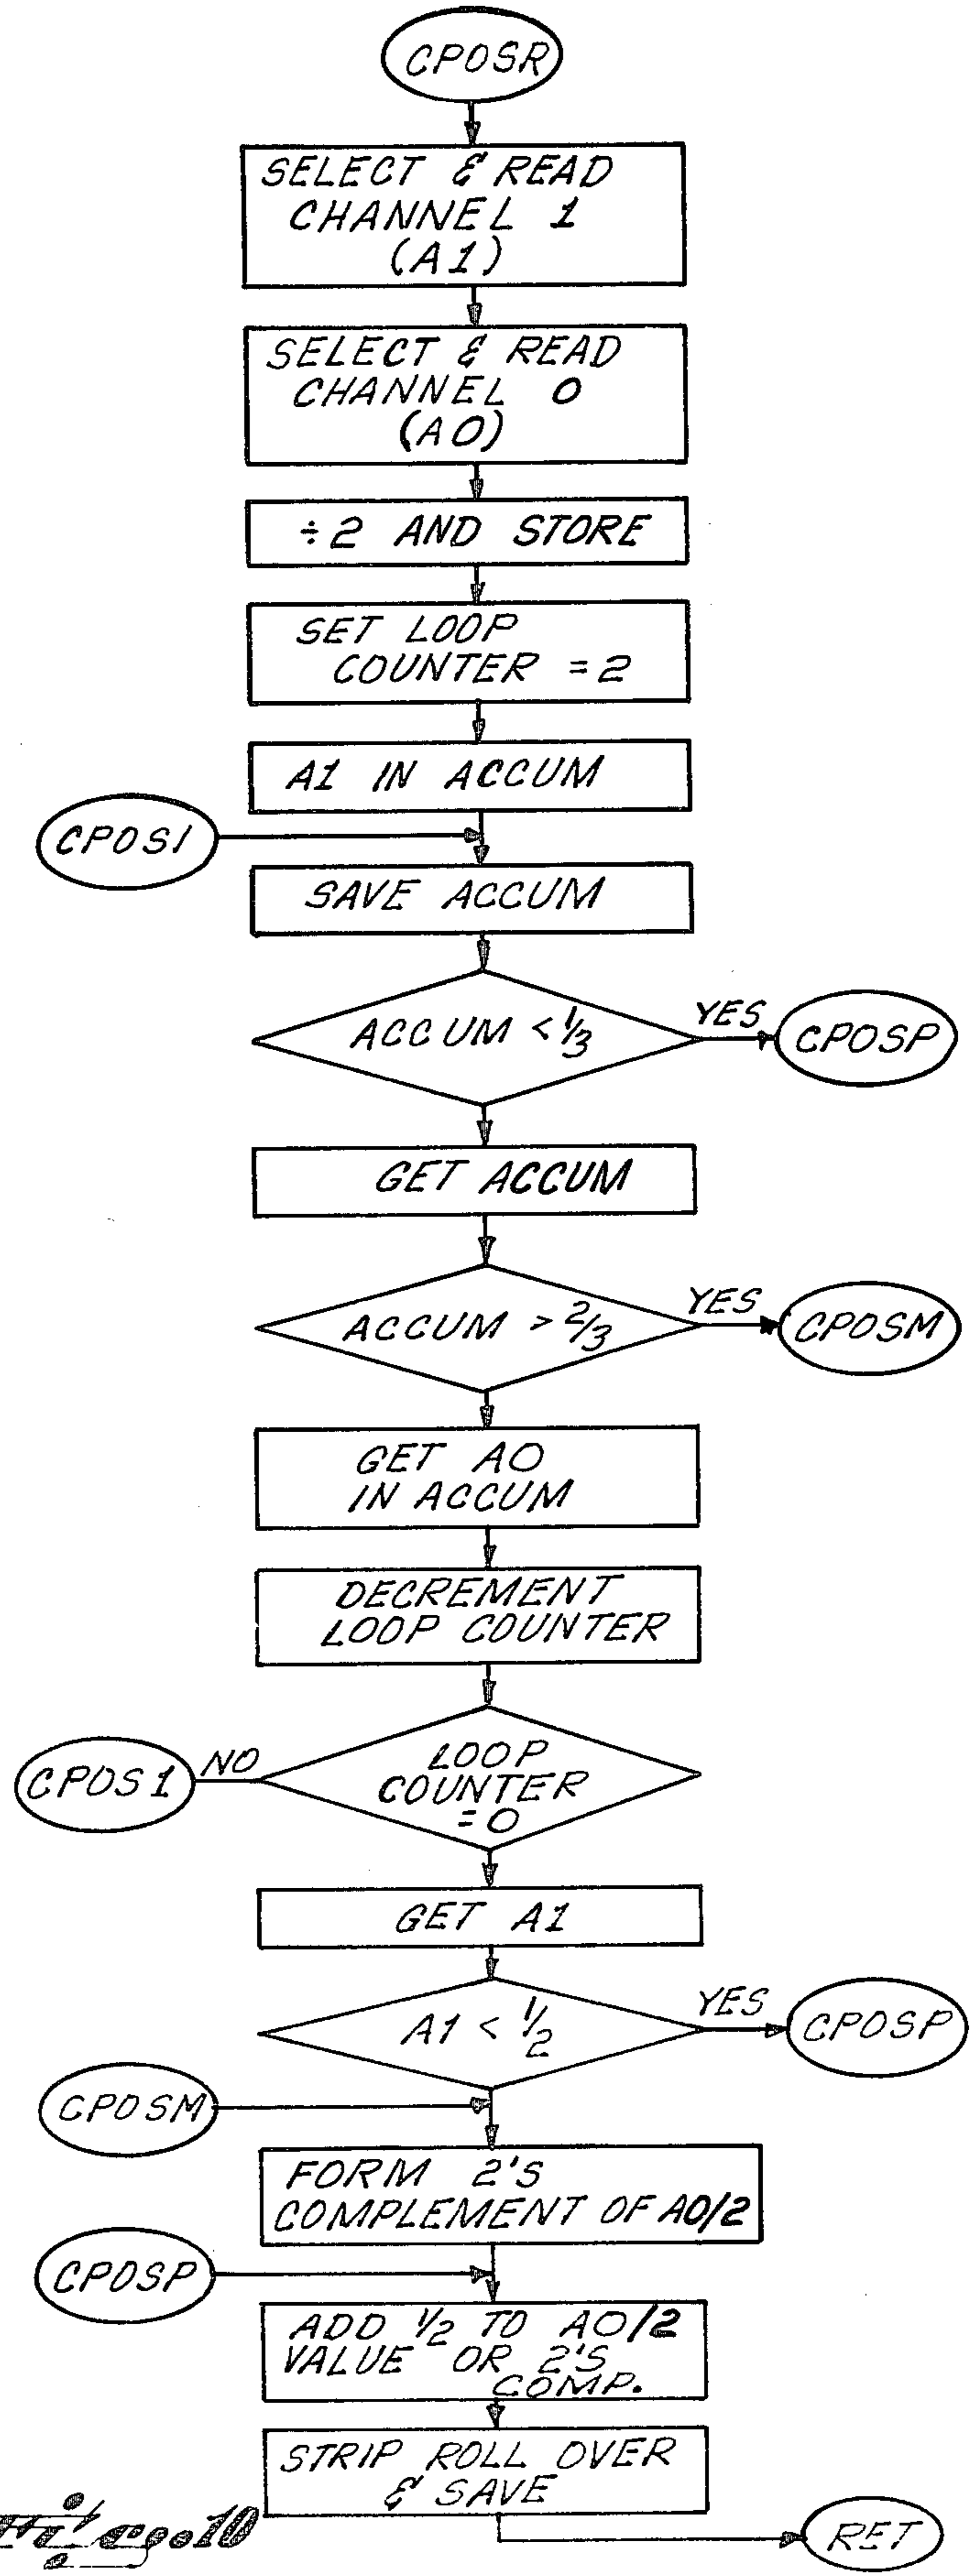 CPOSR
SELECT & READ
CHANNEL 1
(A1)
SELECT & READ
CHANNEL 0
(A0)
÷2 AND STORE
SET LOOP
COUNTER = 2
A1 IN ACCUM
CPOS1
SAVE ACCUM
ACCUM < 1/3
YES
CPOSP
GET ACCUM
ACCUM > 2/3
YES
CPOSM
GET A0
IN ACCUM
DECREMENT
LOOP COUNTER
LOOP
COUNTER
= 0
NO
CPOS1
GET A1
A1 < 1/2
YES
CPOSP
CPOSM
FORM 2'S
COMPLEMENT OF A0/2
CPOSP
ADD 1/2 TO A0/2
VALUE OR 2'S
COMP.
STRIP ROLL OVER
& SAVE
RET
Fig. 10